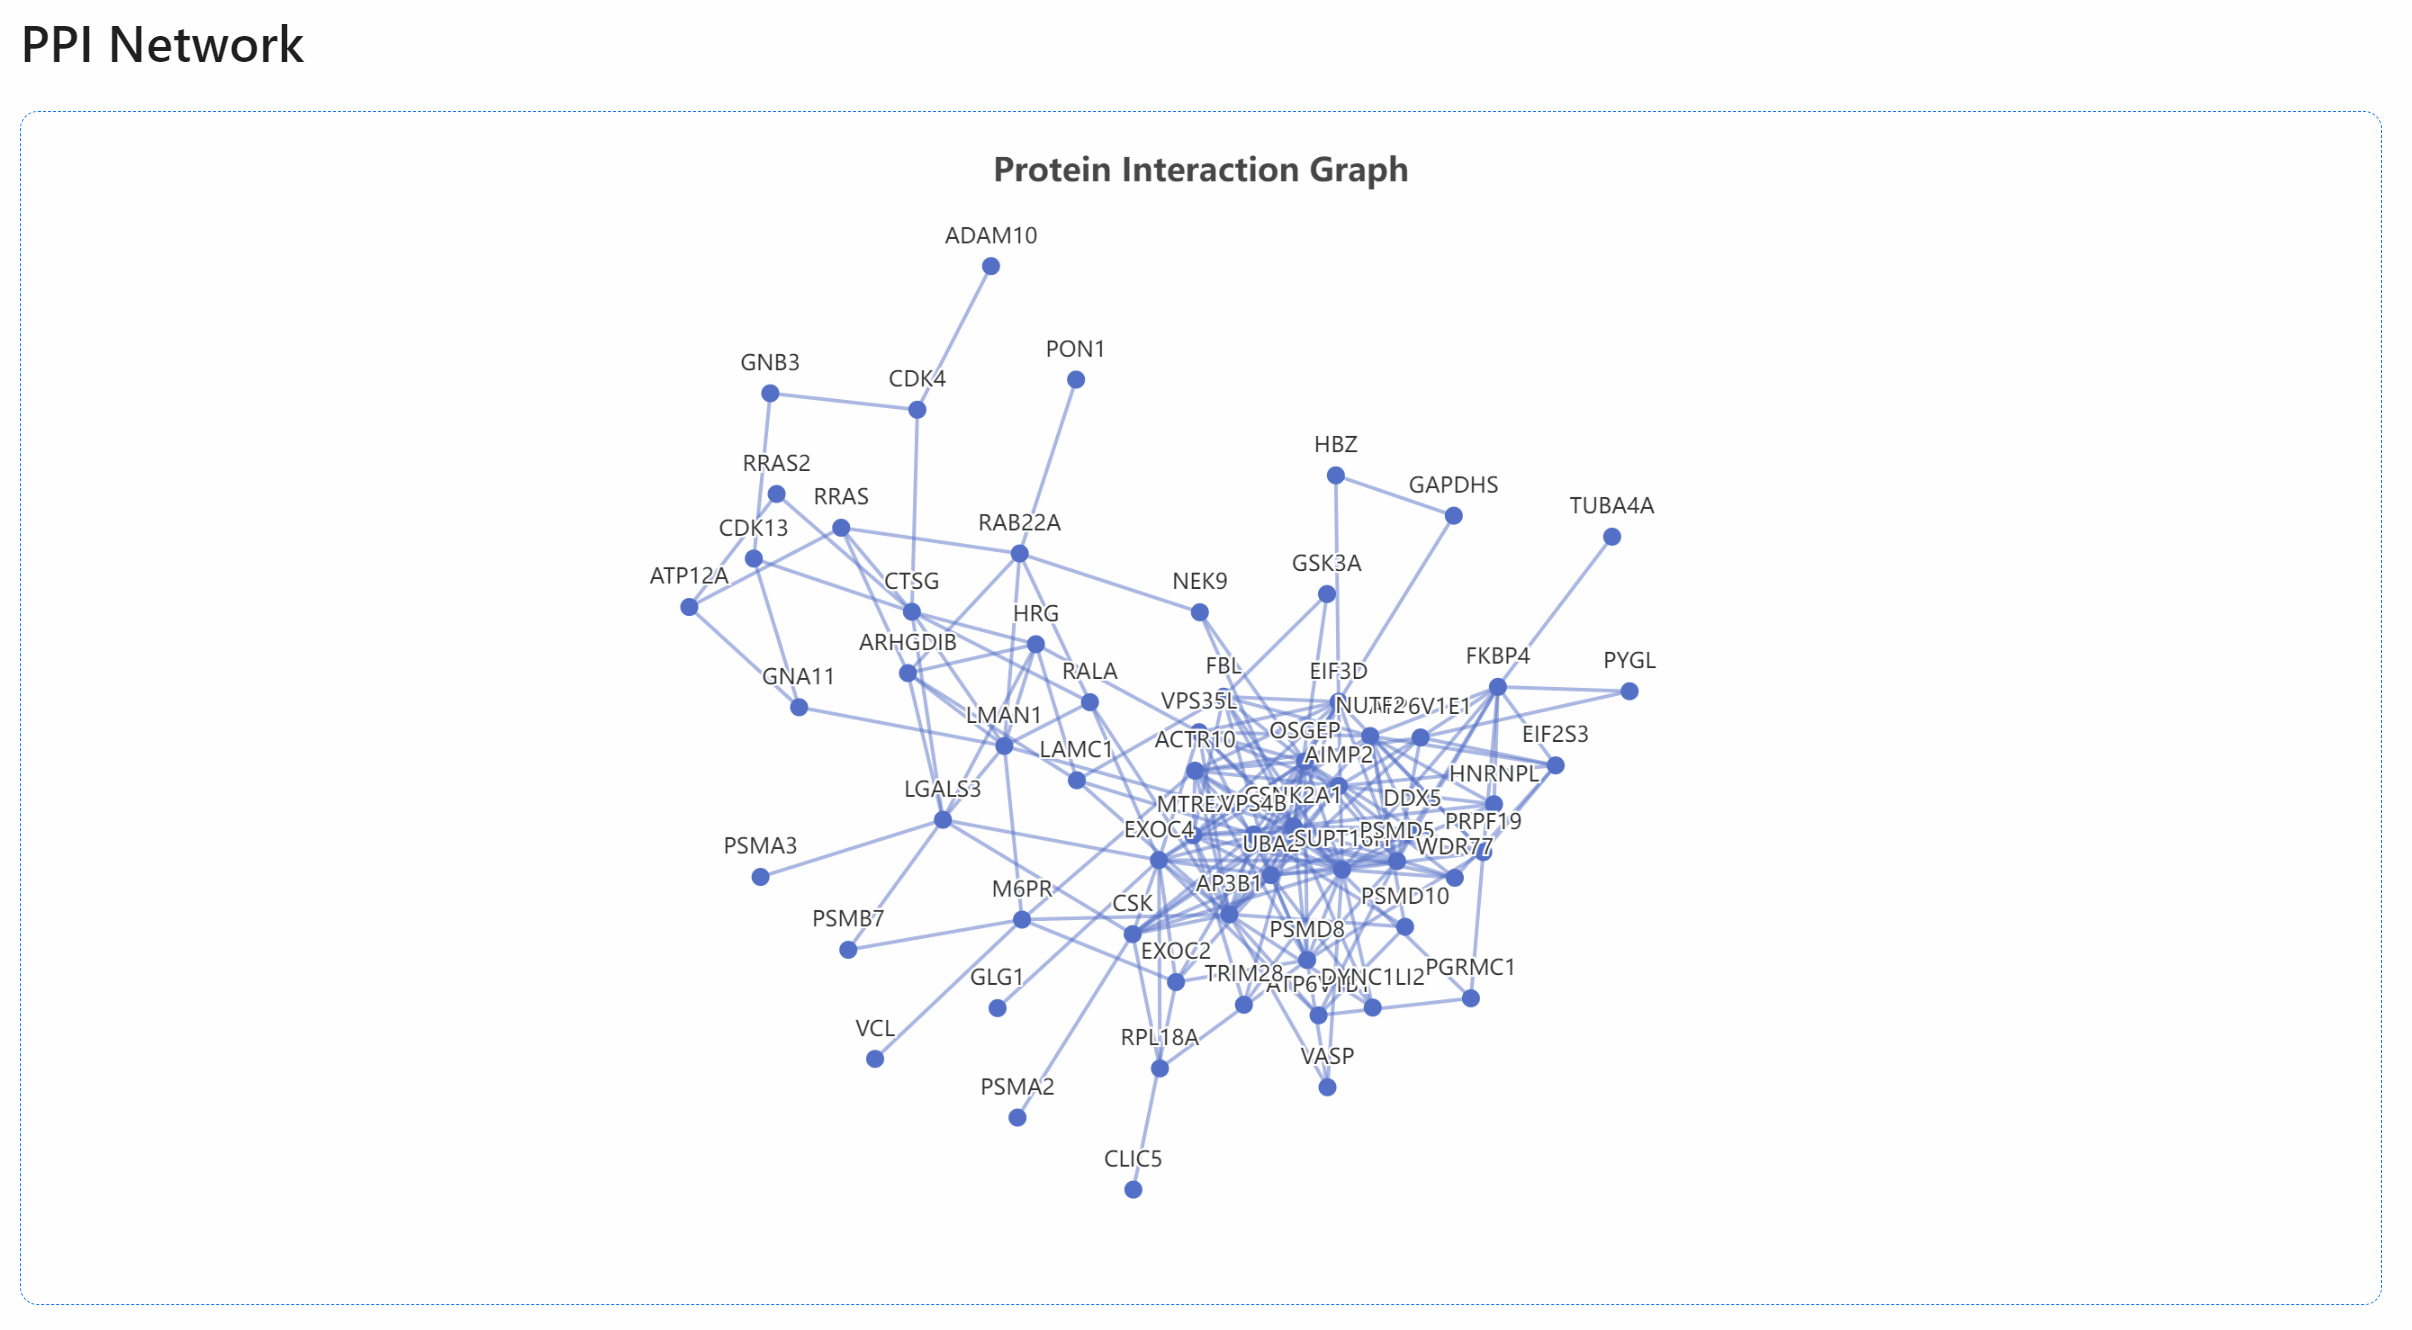 PPI Network
Protein Interaction Graph
ADAM10
PON1
GNB3
CDK4
HBZ
RRAS2
GAPDHS
RRAS
TUBA4A
RAB22A
CDK13
GSK3A
ATP12A
CTSG
NEK9
HRG
ARHGDIB
FKBP4
PYGL
FBL
RALA
EIF3D
GNA11
VPS35L
NUTF2
6V1E1
LMAN1
OSGEP
EIF2S3
ACTR10
LAMC1
AIMP2
HNRNPL
LGALS3
CSNK2A1
DDX5
MTREX
VPS4B
PRPF19
EXOC4
PSMD5
SUPT16H
UBA2
PSMA3
WDR77
AP3B1
M6PR
PSMD10
CSK
PSMB7
PSMD8
EXOC2
PGRMC1
TRIM28
GLG1
DYNC1LI2
VCL
RPL18A
VASP
PSMA2
CLIC5